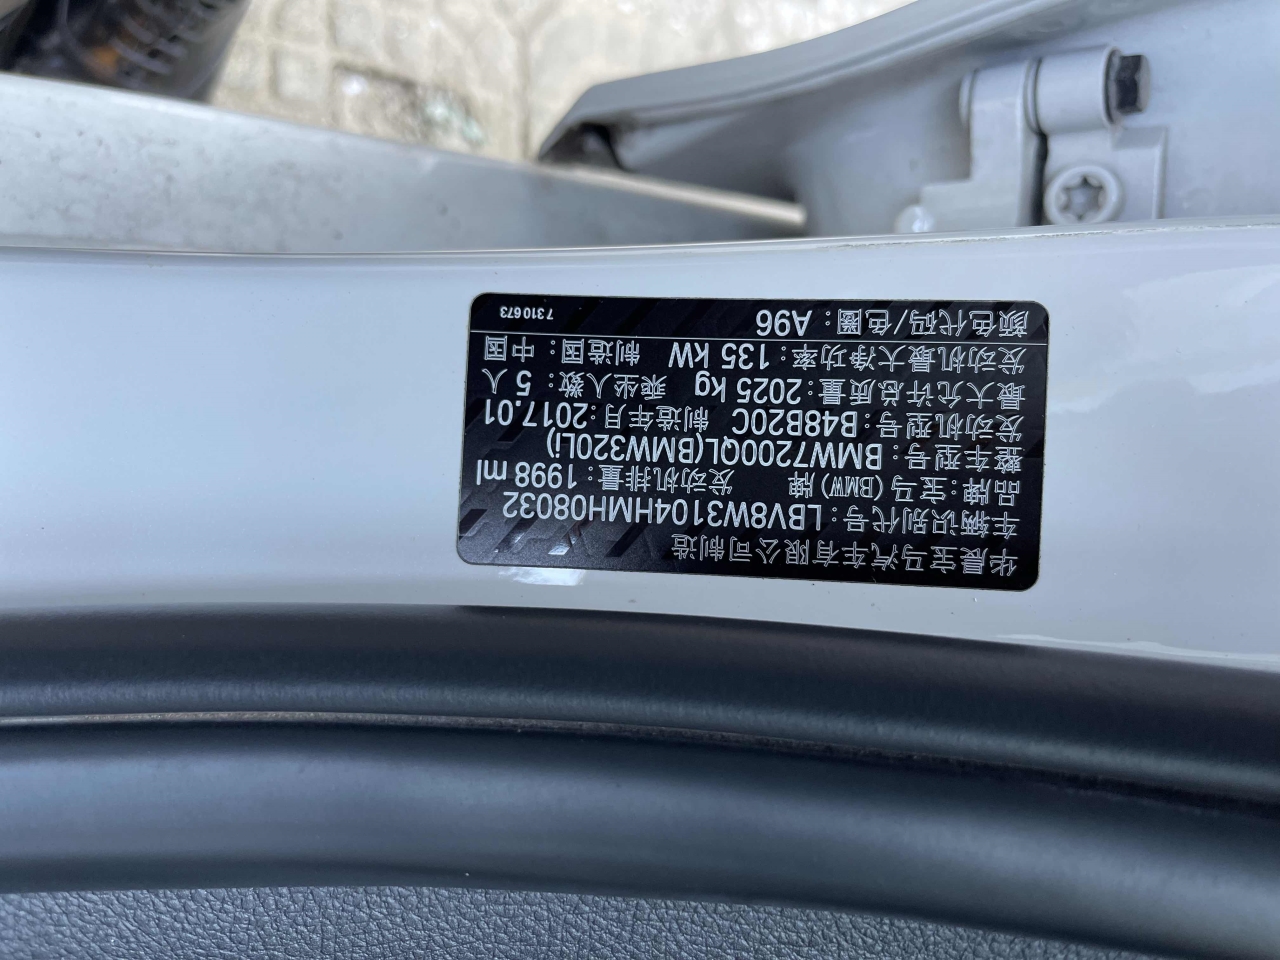 华晨宝马汽车有限公司制造
车辆识别代号：LBV8W3104HMH08032
品牌：宝马(BMW)牌 发动机排量：1998 ml
整车型号：BMW7200QL(BMW320Li)
发动机型号：B48B20C 制造年月：2017.01
最大允许总质量：2025 kg 乘坐人数：5 人
发动机最大净功率：135 kW 制造国：中国
颜色代码/色圈：A96 7310673